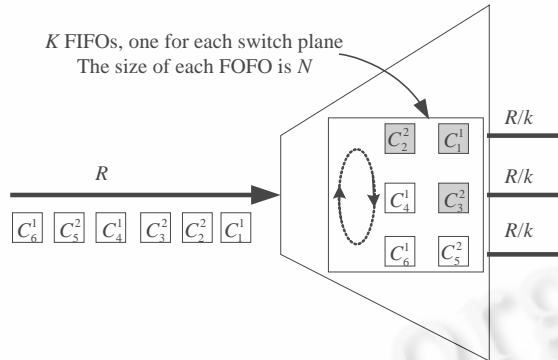 K FIFOs, one for each switch plane
The size of each FOFO is N
R/k
C_2^2 C_1^1
R
R/k
C_4^1 C_3^2
C_6^1 C_5^2 C_4^1 C_3^2 C_2^2 C_1^1
R/k
C_6^1 C_5^2